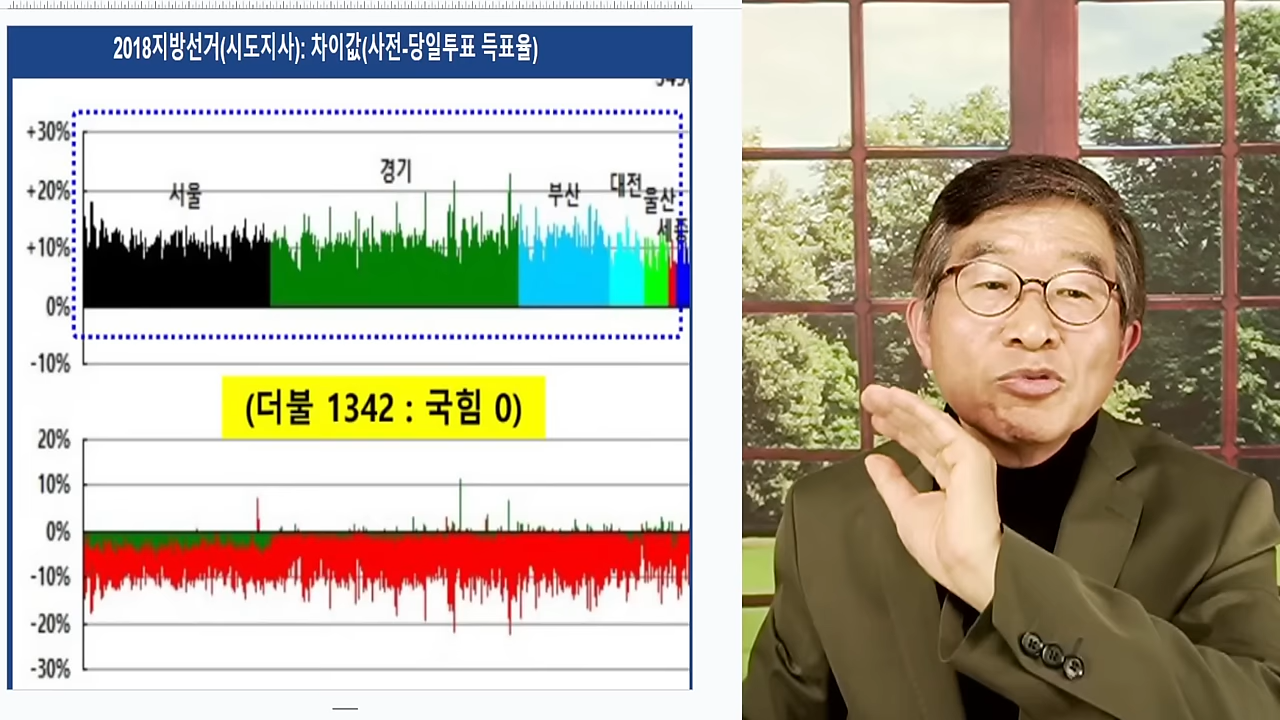 2018지방선거(시도지사): 차이값(사전-당일투표 득표율)
+30%
+20%
+10%
0%
-10%
서울
경기
부산
대전
울산
세종
(더불 1342 : 국힘 0)
20%
10%
0%
-10%
-20%
-30%